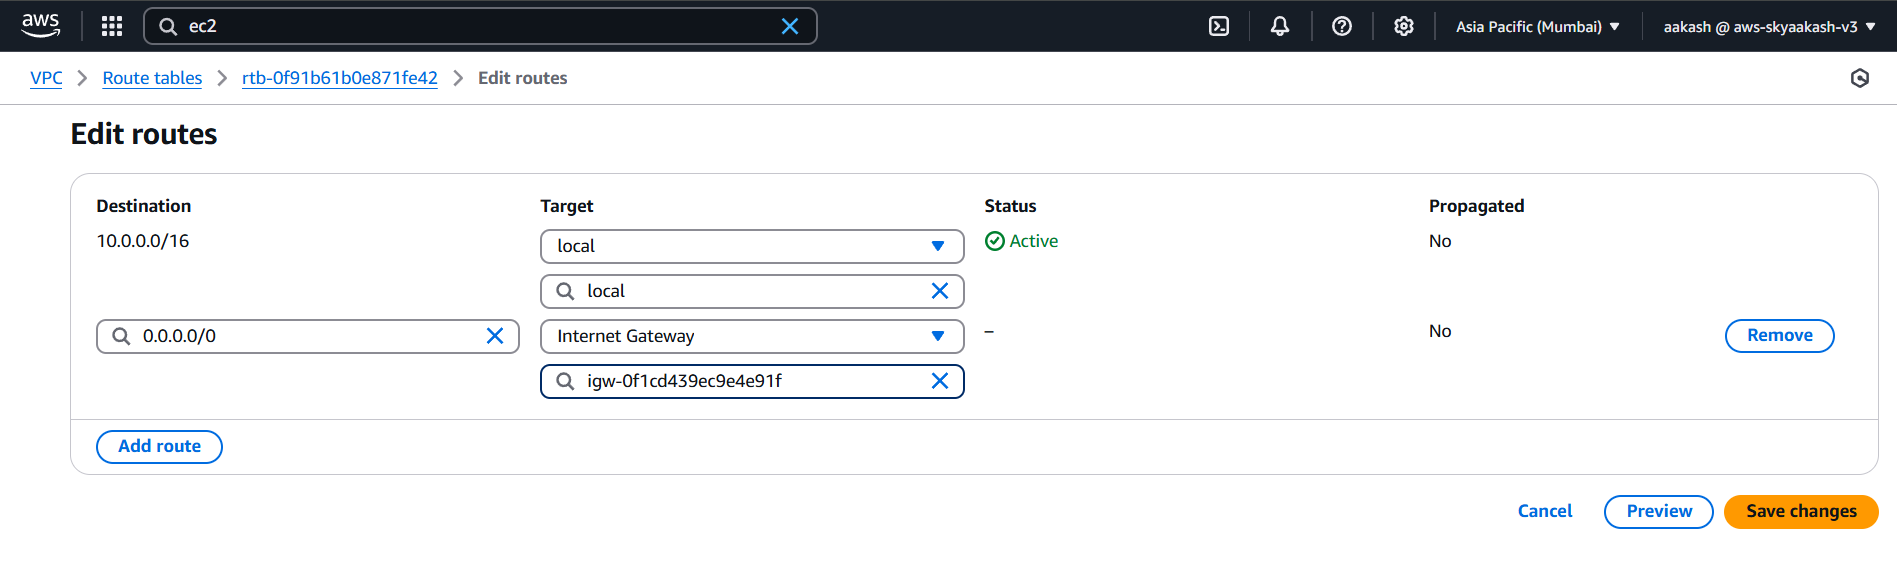 aws ec2 Asia Pacific (Mumbai) aakash @ aws-skyaakash-v3
VPC Route tables rtb-0f91b61b0e871fe42 Edit routes
Edit routes
Destination Target Status Propagated
10.0.0.0/16 local Active No
local
0.0.0.0/0 Internet Gateway – No Remove
igw-0f1cd439ec9e4e91f
Add route
Cancel Preview Save changes